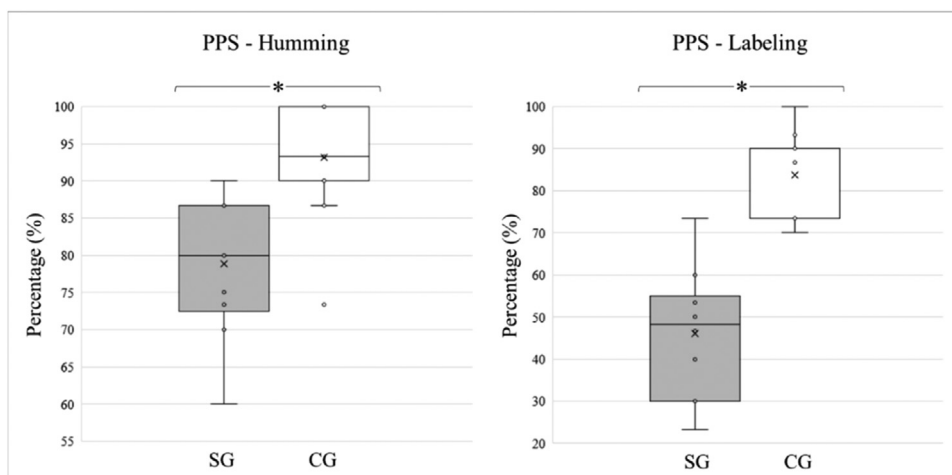 PPS - Humming
*
Percentage (%)
100
95
90
85
80
75
70
65
60
55
SG
CG
PPS - Labeling
*
Percentage (%)
100
90
80
70
60
50
40
30
20
SG
CG